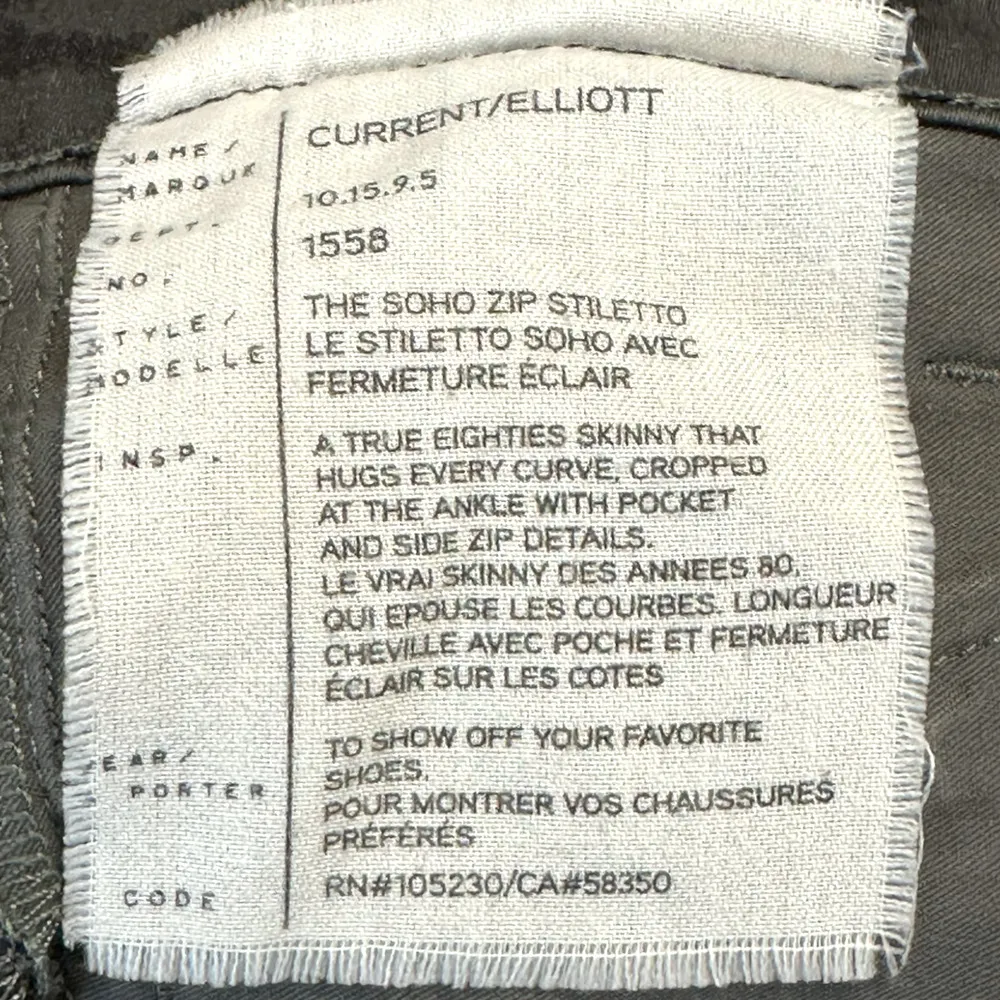 NAME / CURRENT/ELLIOTT
MARQUE
DEPT. 10.15.9.5
NO. 1558
STYLE / THE SOHO ZIP STILETTO
MODELLE LE STILETTO SOHO AVEC
FERMETURE ÉCLAIR
INSP. A TRUE EIGHTIES SKINNY THAT
HUGS EVERY CURVE, CROPPED
AT THE ANKLE WITH POCKET
AND SIDE ZIP DETAILS.
LE VRAI SKINNY DES ANNEES 80,
QUI EPOUSE LES COURBES. LONGUEUR
CHEVILLE AVEC POCHE ET FERMETURE
ÉCLAIR SUR LES COTES
EAR/ TO SHOW OFF YOUR FAVORITE
PORTER SHOES.
POUR MONTRER VOS CHAUSSURES
PRÉFÉRÉS
CODE RN#105230/CA#58350